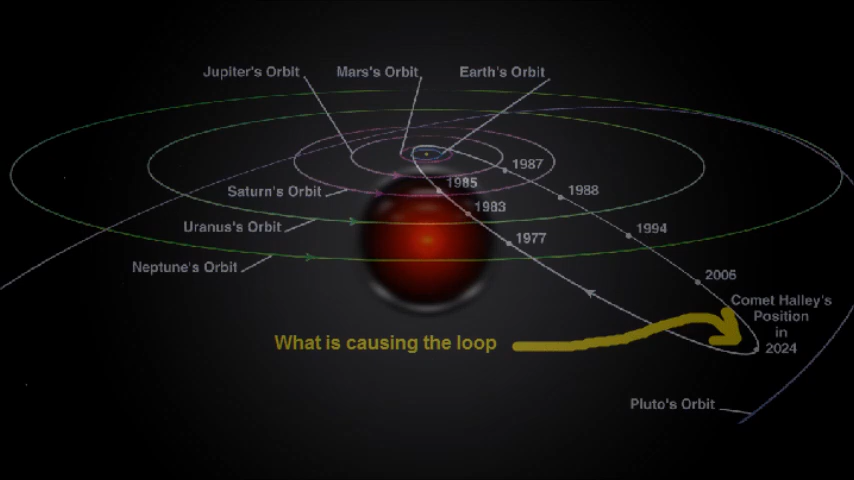 Jupiter's Orbit
Mars's Orbit
Earth's Orbit
1987
1985
1988
Saturn's Orbit
1983
Uranus's Orbit
1994
1977
Neptune's Orbit
2005
Comet Halley's
Position
in
2024
What is causing the loop
Pluto's Orbit